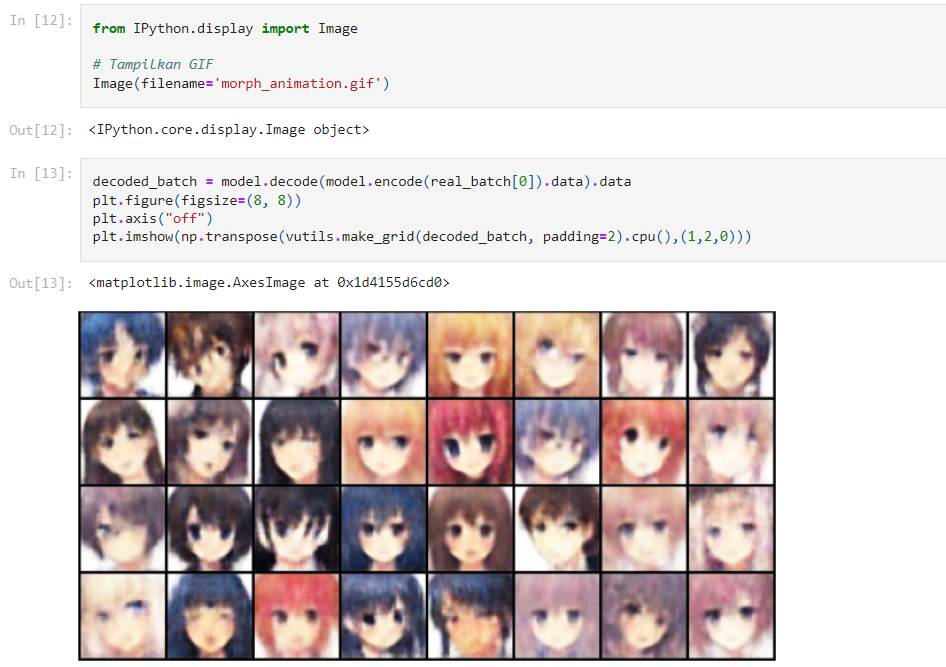 In [12]:
from IPython.display import Image
# Tampilkan GIF
Image(filename='morph_animation.gif')
Out[12]: <IPython.core.display.Image object>
In [13]:
decoded_batch = model.decode(model.encode(real_batch[0]).data).data
plt.figure(figsize=(8, 8))
plt.axis("off")
plt.imshow(np.transpose(vutils.make_grid(decoded_batch, padding=2).cpu(),(1,2,0)))
Out[13]: <matplotlib.image.AxesImage at 0x1d4155d6cd0>